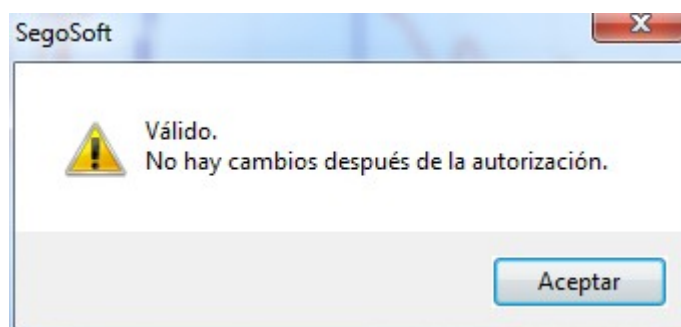 SegoSoft
Válido.
No hay cambios después de la autorización.
Aceptar